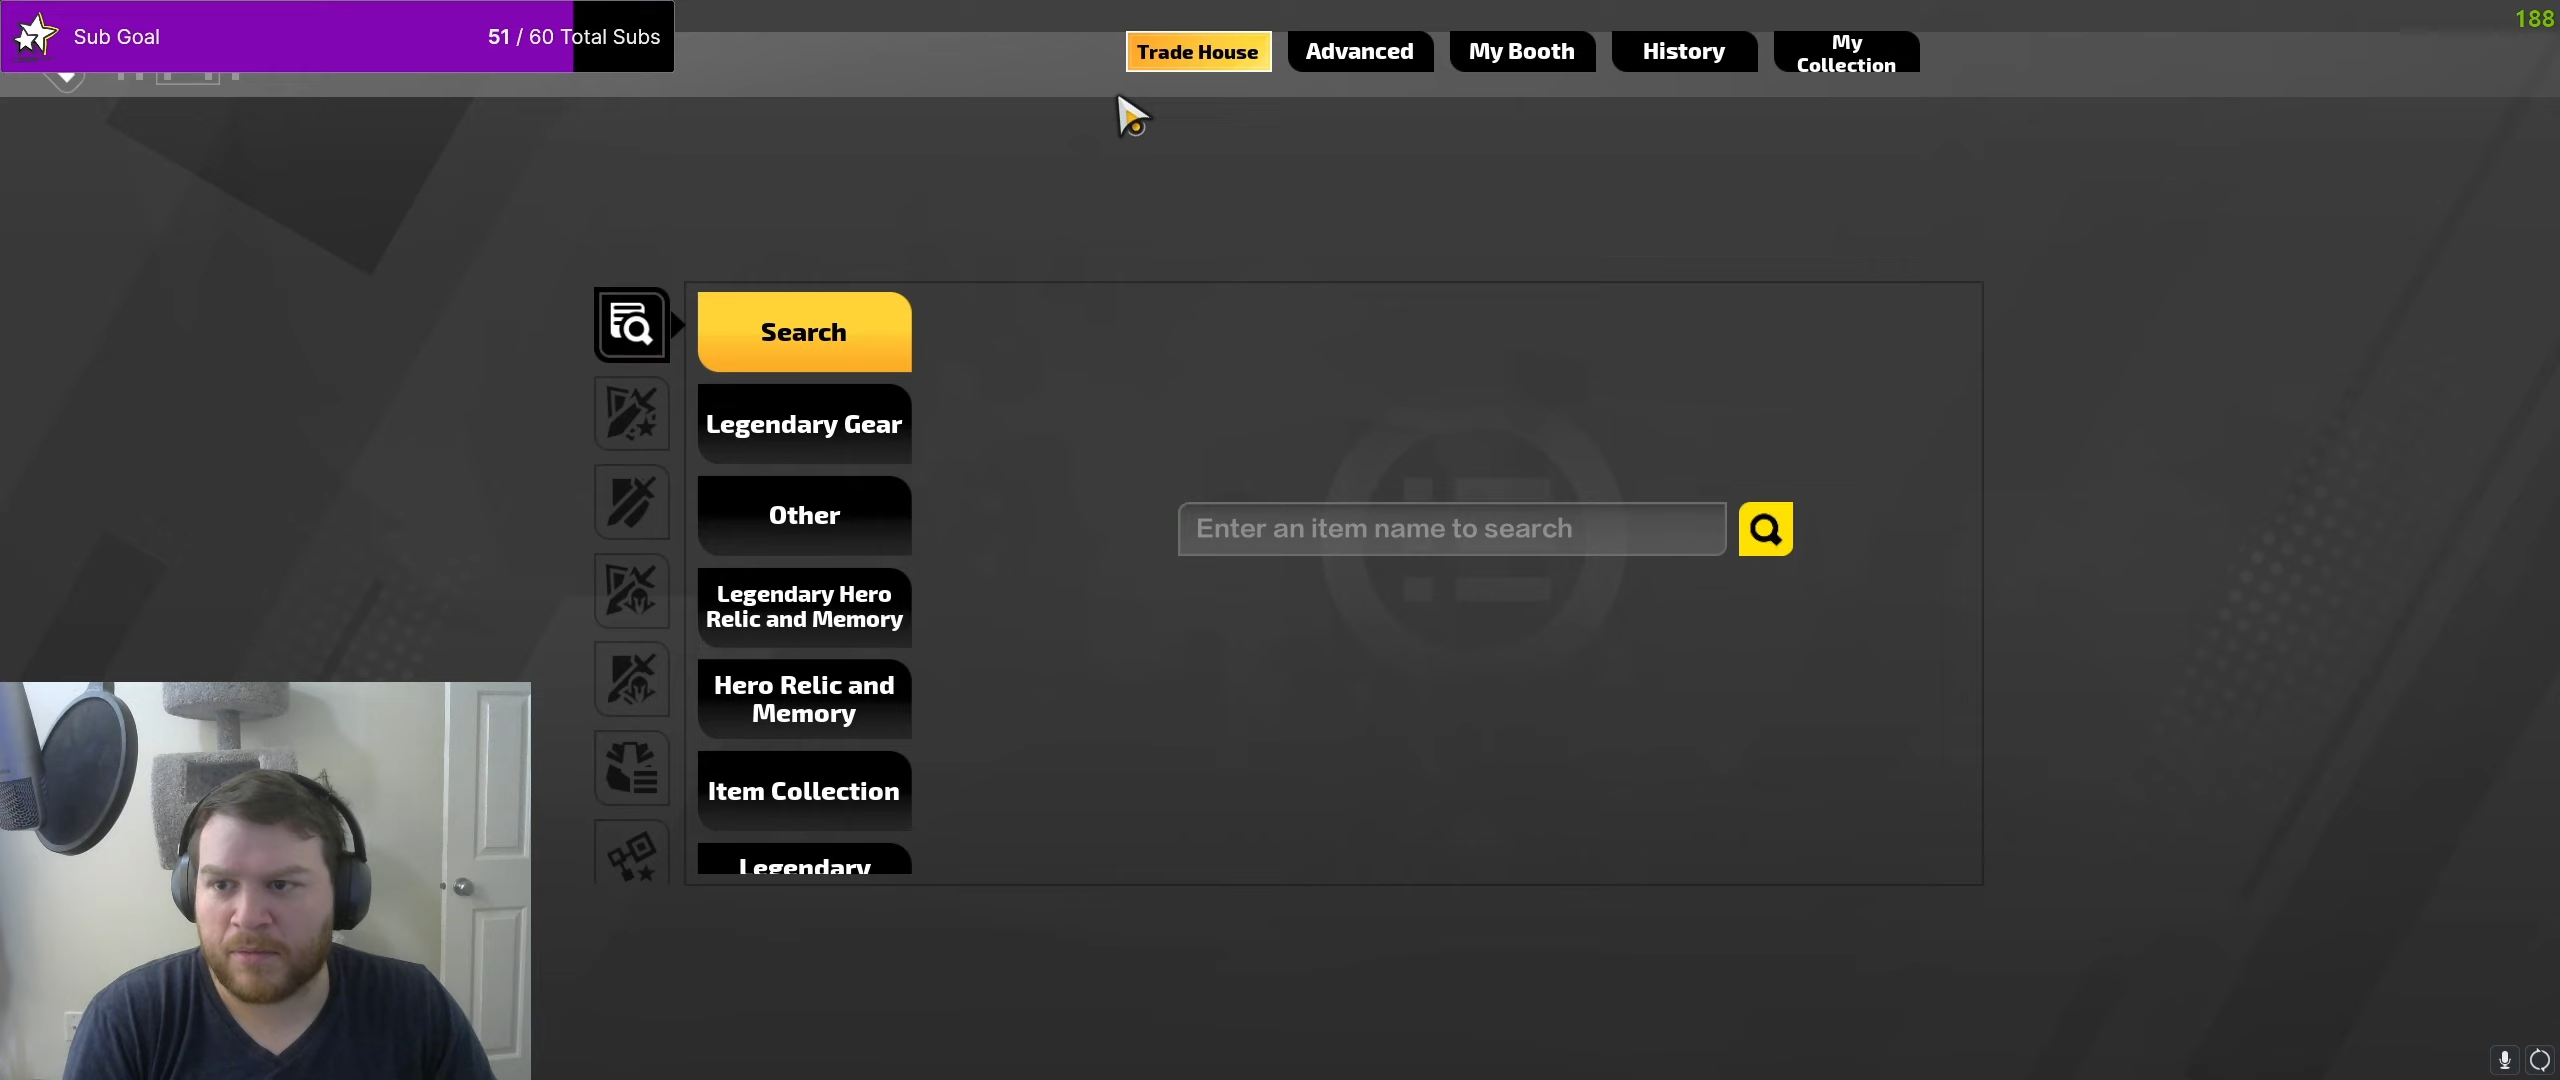 Sub Goal
51 / 60 Total Subs
188
Trade House
Advanced
My Booth
History
My
Collection
Search
Legendary Gear
Other
Legendary Hero
Relic and Memory
Hero Relic and
Memory
Item Collection
Legendary
Enter an item name to search